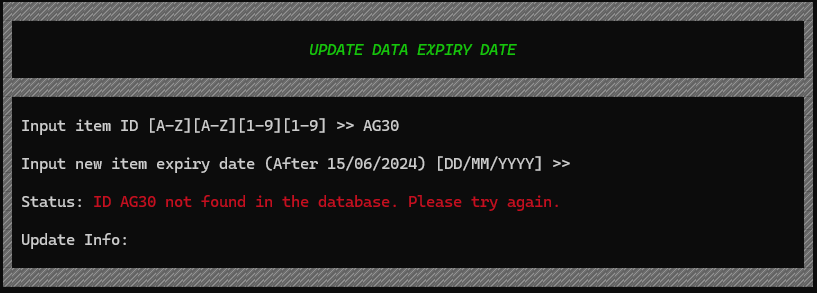 UPDATE DATA EXPIRY DATE
Input item ID [A-Z][A-Z][1-9][1-9] >> AG30
Input new item expiry date (After 15/06/2024) [DD/MM/YYYY] >>
Status: ID AG30 not found in the database. Please try again.
Update Info: